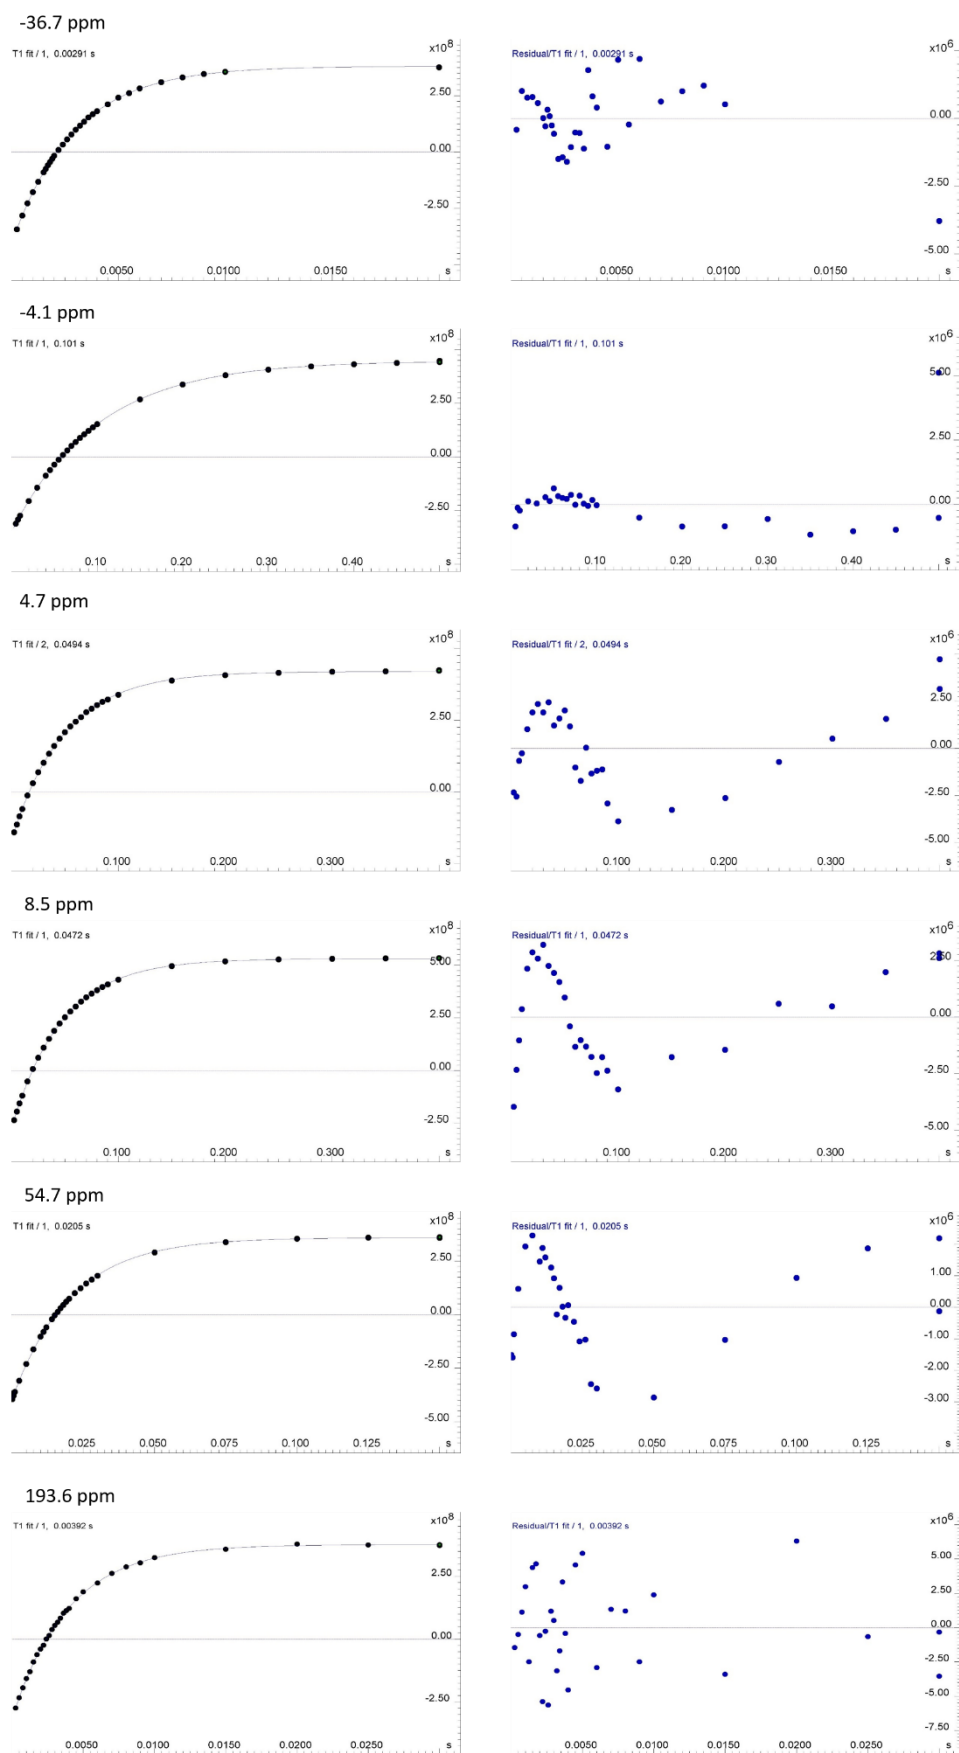 -36.7 ppm
T1 fit / 1, 0.00291 s
x10^8
2.50
0.00
-2.50
0.0050 0.0100 0.0150 s
Residual/T1 fit / 1, 0.00291 s
x10^6
0.00
-2.50
-5.00
0.0050 0.0100 0.0150 s
-4.1 ppm
T1 fit / 1, 0.101 s
x10^8
2.50
0.00
-2.50
0.10 0.20 0.30 0.40 s
Residual/T1 fit / 1, 0.101 s
x10^6
5.00
2.50
0.00
0.10 0.20 0.30 0.40 s
4.7 ppm
T1 fit / 2, 0.0494 s
x10^8
2.50
0.00
0.100 0.200 0.300 s
Residual/T1 fit / 2, 0.0494 s
x10^6
2.50
0.00
-2.50
-5.00
0.100 0.200 0.300 s
8.5 ppm
T1 fit / 1, 0.0472 s
x10^8
5.00
2.50
0.00
-2.50
0.100 0.200 0.300 s
Residual/T1 fit / 1, 0.0472 s
x10^6
2.50
0.00
-2.50
-5.00
0.100 0.200 0.300 s
54.7 ppm
T1 fit / 1, 0.0205 s
x10^8
2.50
0.00
-2.50
-5.00
0.025 0.050 0.075 0.100 0.125 s
Residual/T1 fit / 1, 0.0205 s
x10^6
1.00
0.00
-1.00
-2.00
-3.00
0.025 0.050 0.075 0.100 0.125 s
193.6 ppm
T1 fit / 1, 0.00392 s
x10^8
2.50
0.00
-2.50
0.0050 0.0100 0.0150 0.0200 0.0250 s
Residual/T1 fit / 1, 0.00392 s
x10^6
5.00
2.50
0.00
-2.50
-5.00
-7.50
0.0050 0.0100 0.0150 0.0200 0.0250 s